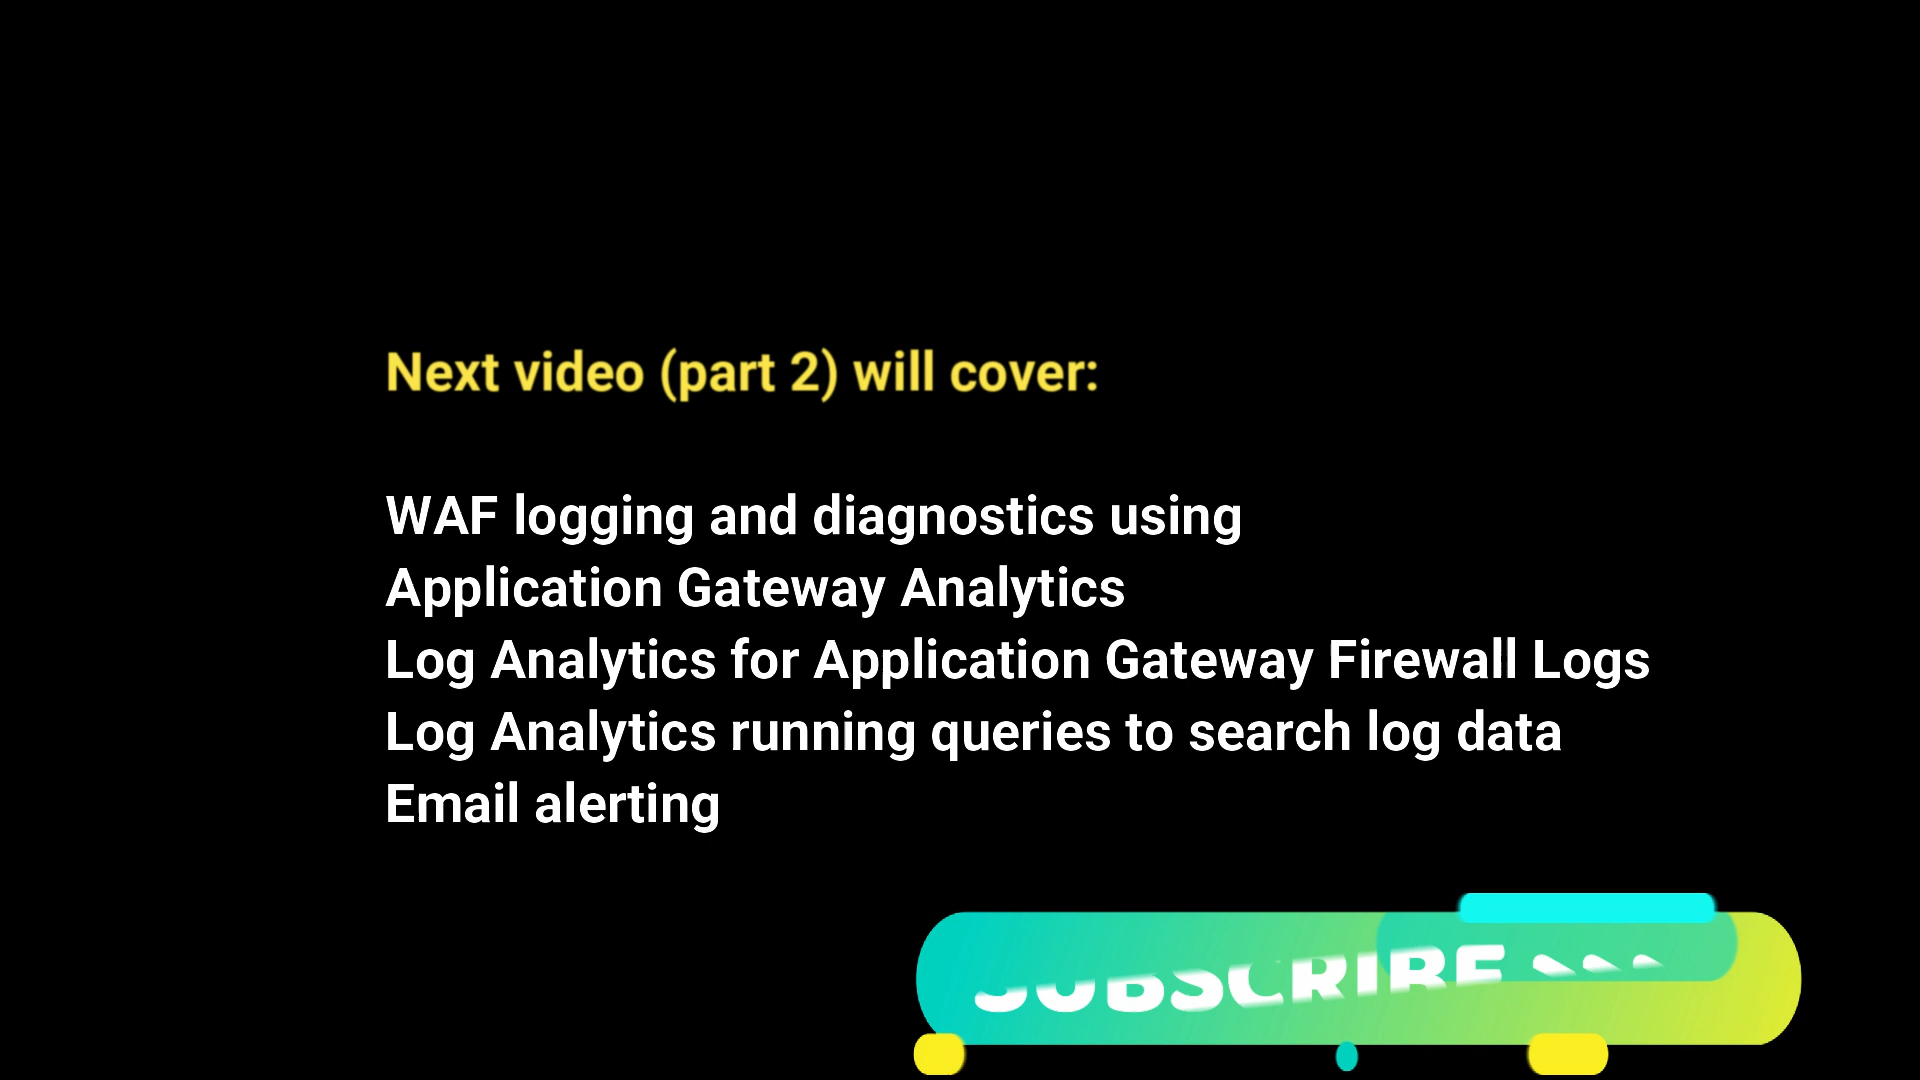 Next video (part 2) will cover:
WAF logging and diagnostics using
Application Gateway Analytics
Log Analytics for Application Gateway Firewall Logs
Log Analytics running queries to search log data
Email alerting
SUBSCRIBE